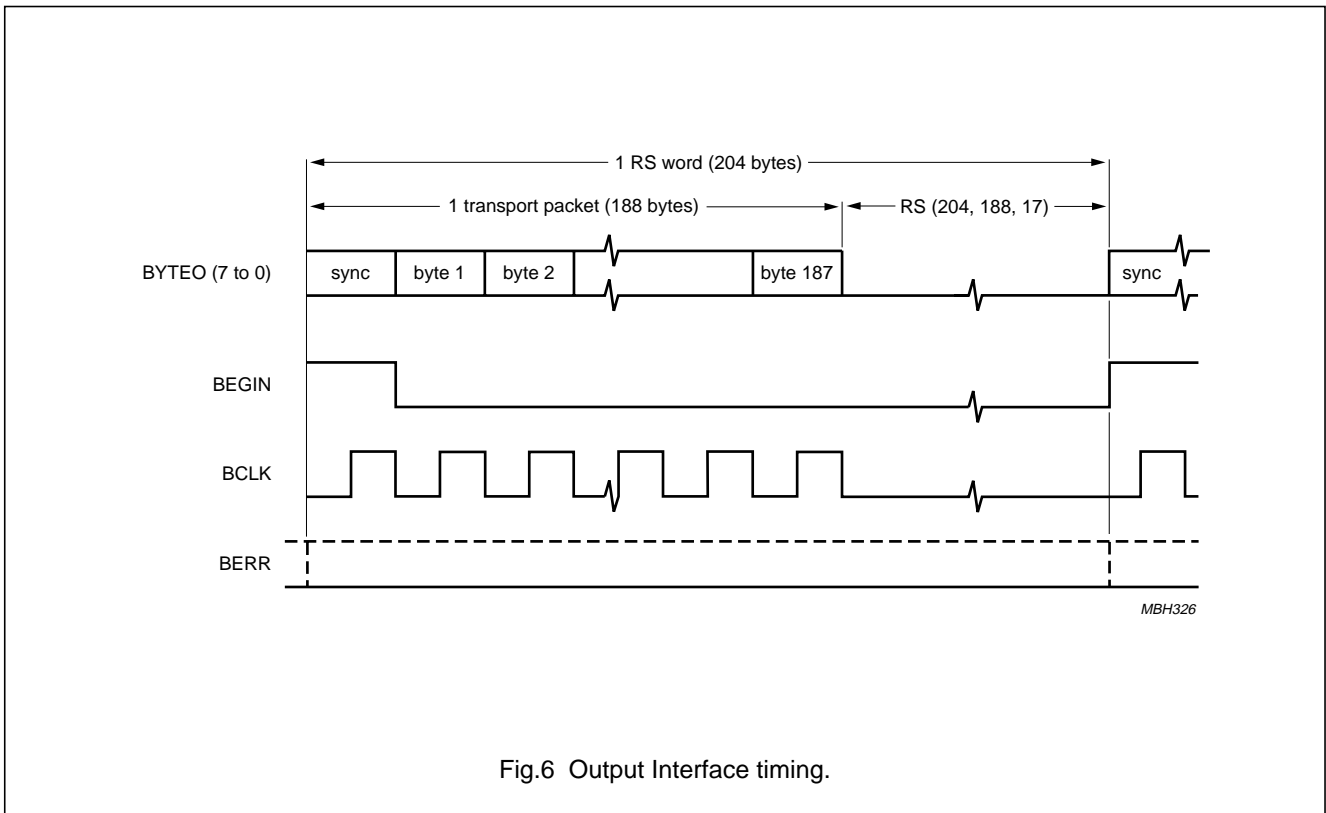 1 RS word (204 bytes)
1 transport packet (188 bytes)
RS (204, 188, 17)
BYTEO (7 to 0)
sync
byte 1
byte 2
byte 187
sync
BEGIN
BCLK
BERR
MBH326
Fig.6 Output Interface timing.